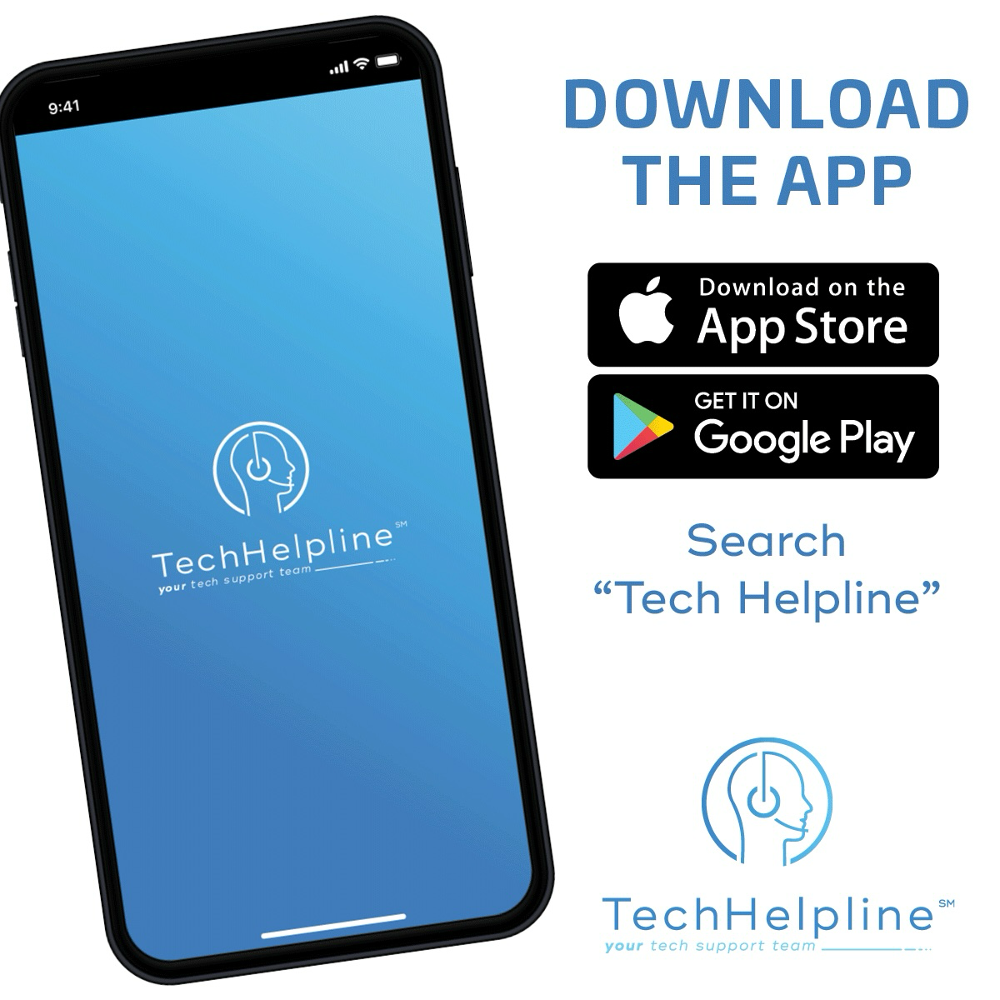 9:41
TechHelpline℠
your tech support team
DOWNLOAD
THE APP
Download on the
App Store
GET IT ON
Google Play
Search
“Tech Helpline”
TechHelpline℠
your tech support team